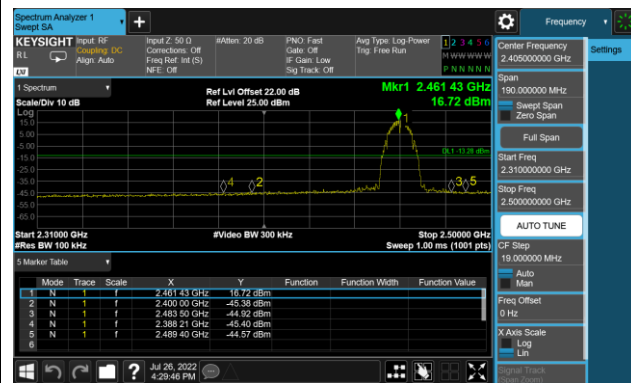 Spectrum Analyzer 1
Swept SA
Frequency
KEYSIGHT
RL
LXI
Input: RF
Coupling: DC
Align: Auto
Input Z: 50 Ω
Corrections: Off
Freq Ref: Int (S)
NFE: Off
#Atten: 20 dB
PNO: Fast
Gate: Off
IF Gain: Low
Sig Track: Off
Avg Type: Log-Power
Trig: Free Run
1 2 3 4 5 6
M W W W W W
P N N N N N
Center Frequency
2.405000000 GHz
Settings
Span
190.000000 MHz
Swept Span
Zero Span
Full Span
Start Freq
2.310000000 GHz
Stop Freq
2.500000000 GHz
AUTO TUNE
CF Step
19.000000 MHz
Auto
Man
Freq Offset
0 Hz
X Axis Scale
Log
Lin
Signal Track
(Span Zoom)
1 Spectrum
Scale/Div 10 dB
Log
Ref Lvl Offset 22.00 dB
Ref Level 25.00 dBm
Mkr1 2.461 43 GHz
16.72 dBm
15.0
5.00
-5.00
-15.0
-25.0
-35.0
-45.0
-55.0
-65.0
1
DL1 -13.28 dBm
4
2
3
5
Start 2.31000 GHz
#Res BW 100 kHz
#Video BW 300 kHz
Stop 2.50000 GHz
Sweep 1.00 ms (1001 pts)
5 Marker Table
Mode Trace Scale X Y Function Function Width Function Value
1 N 1 f 2.461 43 GHz 16.72 dBm
2 N 1 f 2.400 00 GHz -45.38 dBm
3 N 1 f 2.483 50 GHz -44.92 dBm
4 N 1 f 2.388 21 GHz -45.40 dBm
5 N 1 f 2.489 40 GHz -44.57 dBm
6
?
Jul 26, 2022
4:29:46 PM